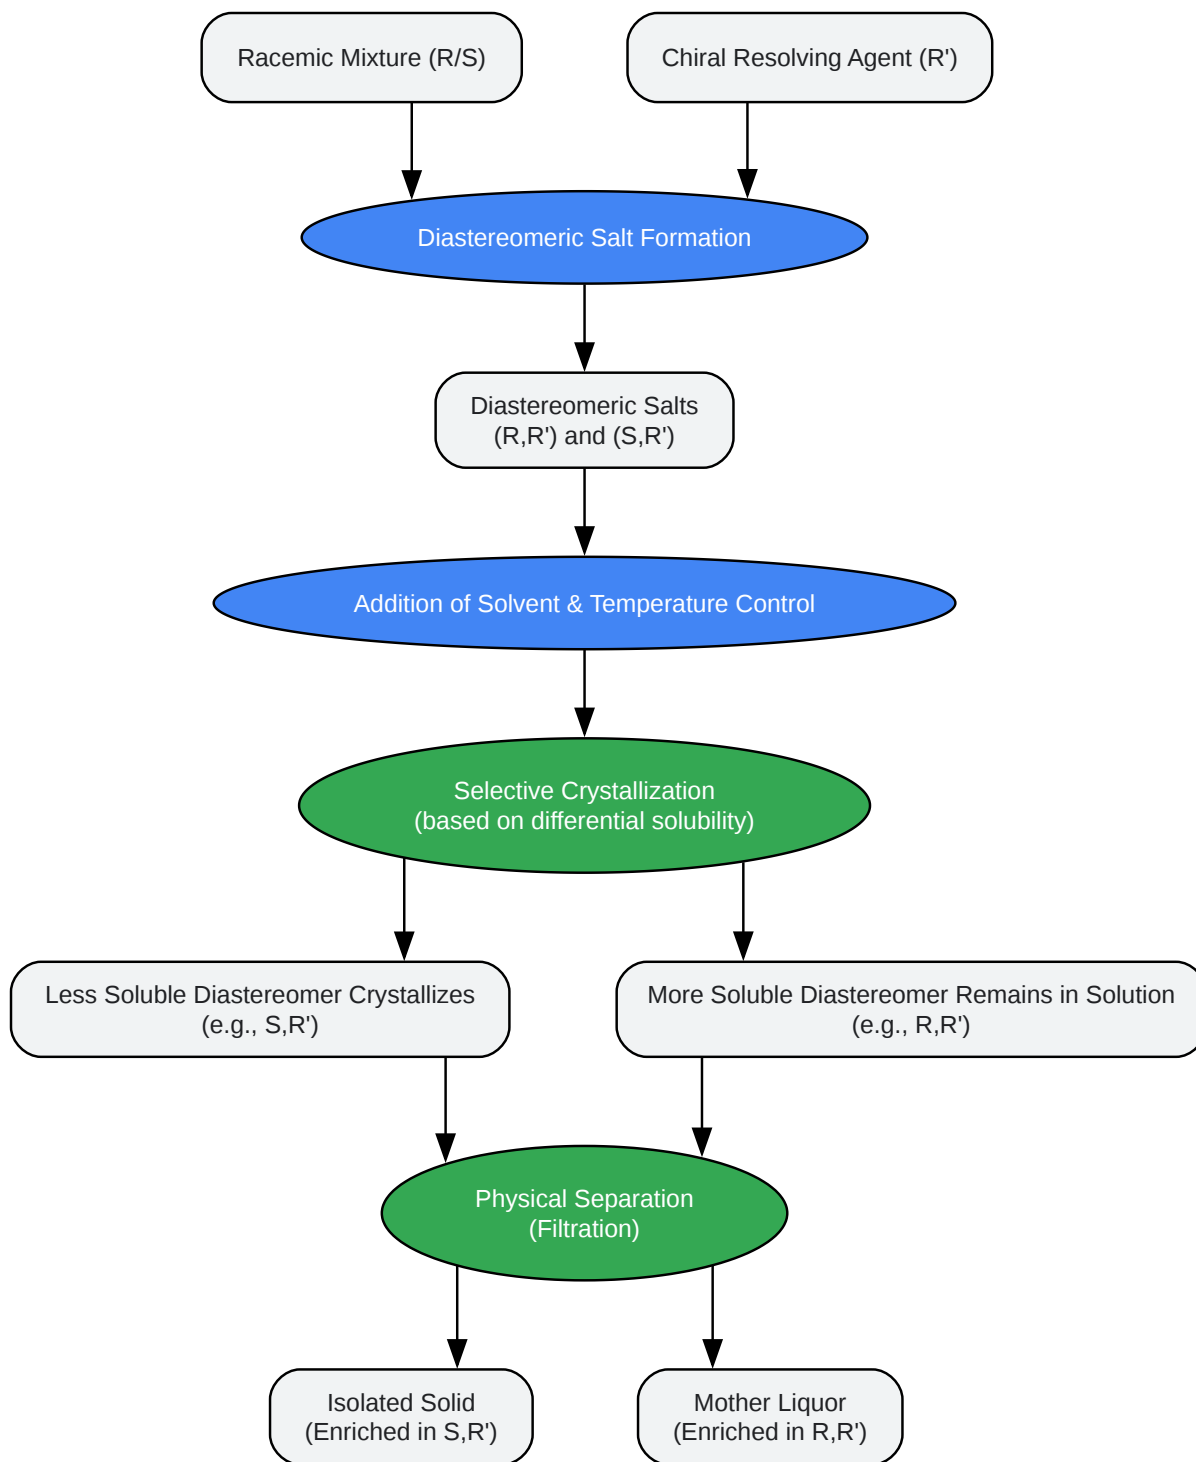 Racemic Mixture (R/S)
Chiral Resolving Agent (R')
Diastereomeric Salt Formation
Diastereomeric Salts
(R,R') and (S,R')
Addition of Solvent & Temperature Control
Selective Crystallization
(based on differential solubility)
Less Soluble Diastereomer Crystallizes
(e.g., S,R')
More Soluble Diastereomer Remains in Solution
(e.g., R,R')
Physical Separation
(Filtration)
Isolated Solid
(Enriched in S,R')
Mother Liquor
(Enriched in R,R')